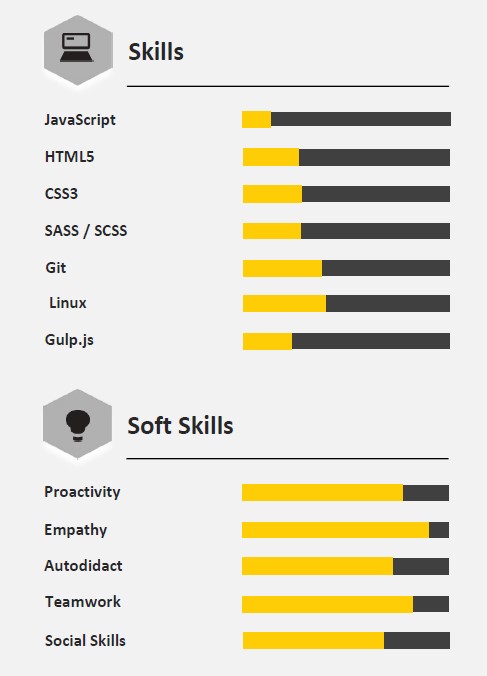 Skills
JavaScript
HTML5
CSS3
SASS / SCSS
Git
Linux
Gulp.js
Soft Skills
Proactivity
Empathy
Autodidact
Teamwork
Social Skills